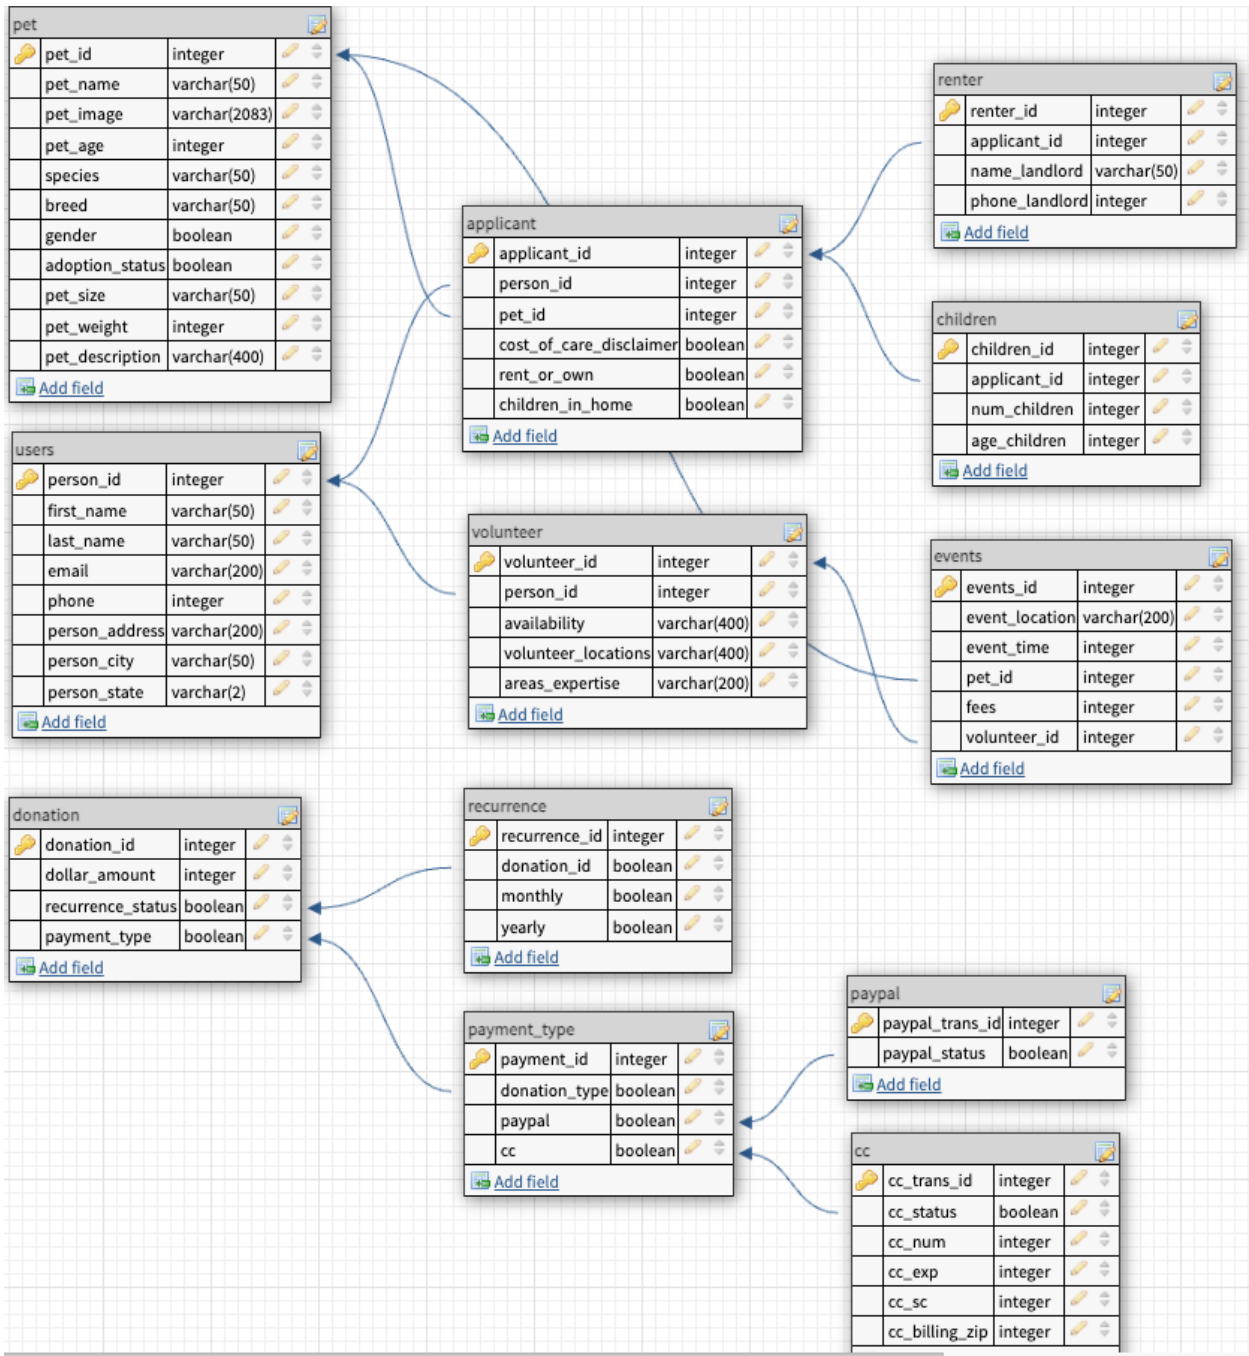 pet
pet_id integer
pet_name varchar(50)
pet_image varchar(2083)
pet_age integer
species varchar(50)
breed varchar(50)
gender boolean
adoption_status boolean
pet_size varchar(50)
pet_weight integer
pet_description varchar(400)
Add field
users
person_id integer
first_name varchar(50)
last_name varchar(50)
email varchar(200)
phone integer
person_address varchar(200)
person_city varchar(50)
person_state varchar(2)
Add field
applicant
applicant_id integer
person_id integer
pet_id integer
cost_of_care_disclaimer boolean
rent_or_own boolean
children_in_home boolean
Add field
renter
renter_id integer
applicant_id integer
name_landlord varchar(50)
phone_landlord integer
Add field
children
children_id integer
applicant_id integer
num_children integer
age_children integer
Add field
volunteer
volunteer_id integer
person_id integer
availability varchar(400)
volunteer_locations varchar(400)
areas_expertise varchar(200)
Add field
events
events_id integer
event_location varchar(200)
event_time integer
pet_id integer
fees integer
volunteer_id integer
Add field
donation
donation_id integer
dollar_amount integer
recurrence_status boolean
payment_type boolean
Add field
recurrence
recurrence_id integer
donation_id boolean
monthly boolean
yearly boolean
Add field
payment_type
payment_id integer
donation_type boolean
paypal boolean
cc boolean
Add field
paypal
paypal_trans_id integer
paypal_status boolean
Add field
cc
cc_trans_id integer
cc_status boolean
cc_num integer
cc_exp integer
cc_sc integer
cc_billing_zip integer